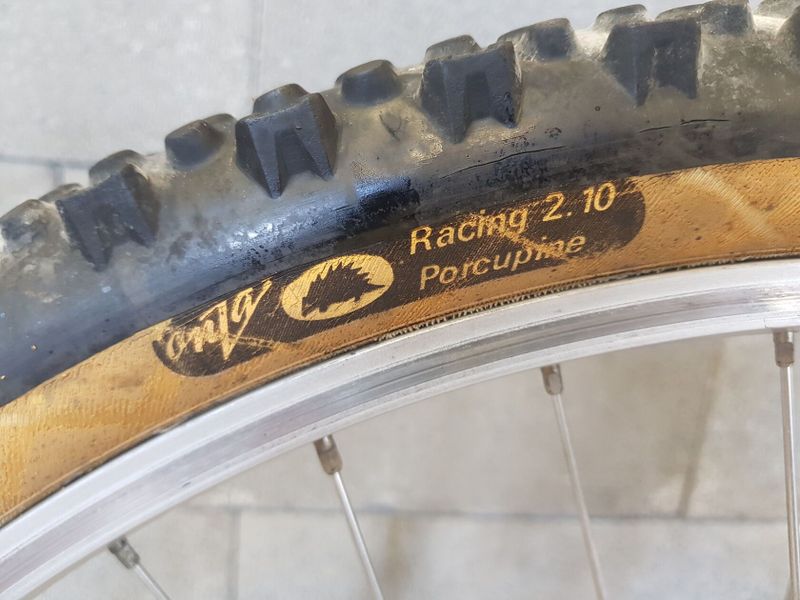 onza
Racing 2.10
Porcupine